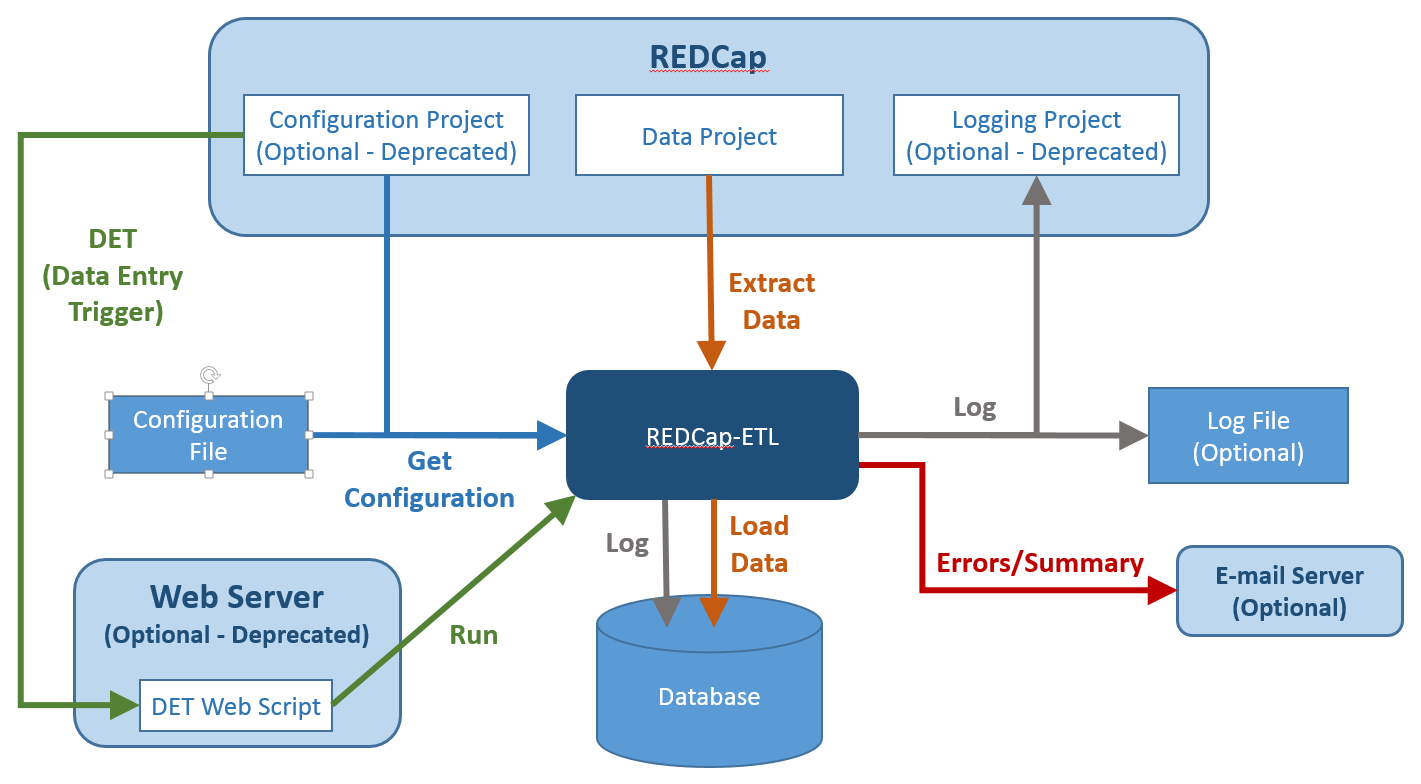 REDCap
Configuration Project
(Optional - Deprecated)
Data Project
Logging Project
(Optional - Deprecated)
DET
(Data Entry
Trigger)
Extract
Data
Configuration
File
Get
Configuration
REDCap-ETL
Log
Log File
(Optional)
Log
Load
Data
Errors/Summary
E-mail Server
(Optional)
Web Server
(Optional - Deprecated)
Run
DET Web Script
Database